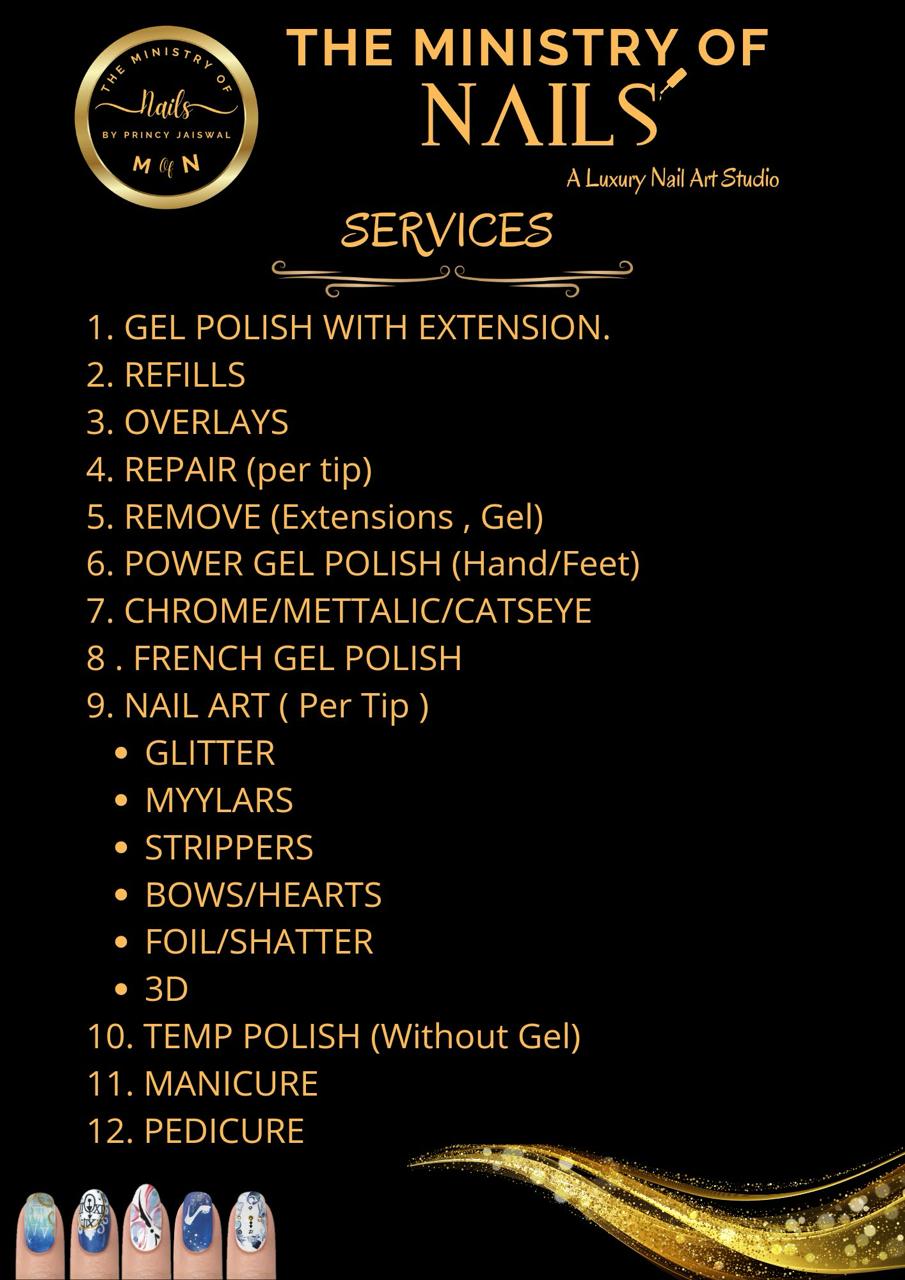 THE MINISTRY OF
Nails
BY PRINCY JAISWAL
M Of N
THE MINISTRY OF
NAILS
A Luxury Nail Art Studio
SERVICES
1. GEL POLISH WITH EXTENSION.
2. REFILLS
3. OVERLAYS
4. REPAIR (per tip)
5. REMOVE (Extensions , Gel)
6. POWER GEL POLISH (Hand/Feet)
7. CHROME/METTALIC/CATSEYE
8 . FRENCH GEL POLISH
9. NAIL ART ( Per Tip )
• GLITTER
• MYYLARS
• STRIPPERS
• BOWS/HEARTS
• FOIL/SHATTER
• 3D
10. TEMP POLISH (Without Gel)
11. MANICURE
12. PEDICURE